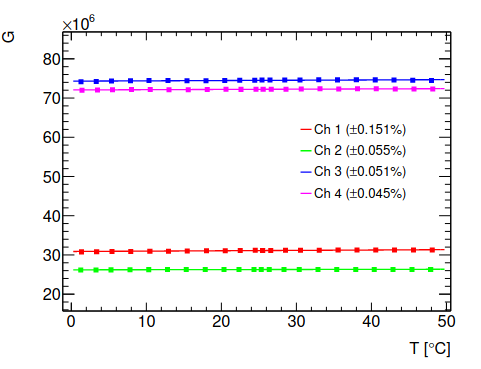 ×10⁶
G
80
70
60
50
40
30
20
Ch 1 (±0.151%)
Ch 2 (±0.055%)
Ch 3 (±0.051%)
Ch 4 (±0.045%)
0 10 20 30 40 50
T [°C]